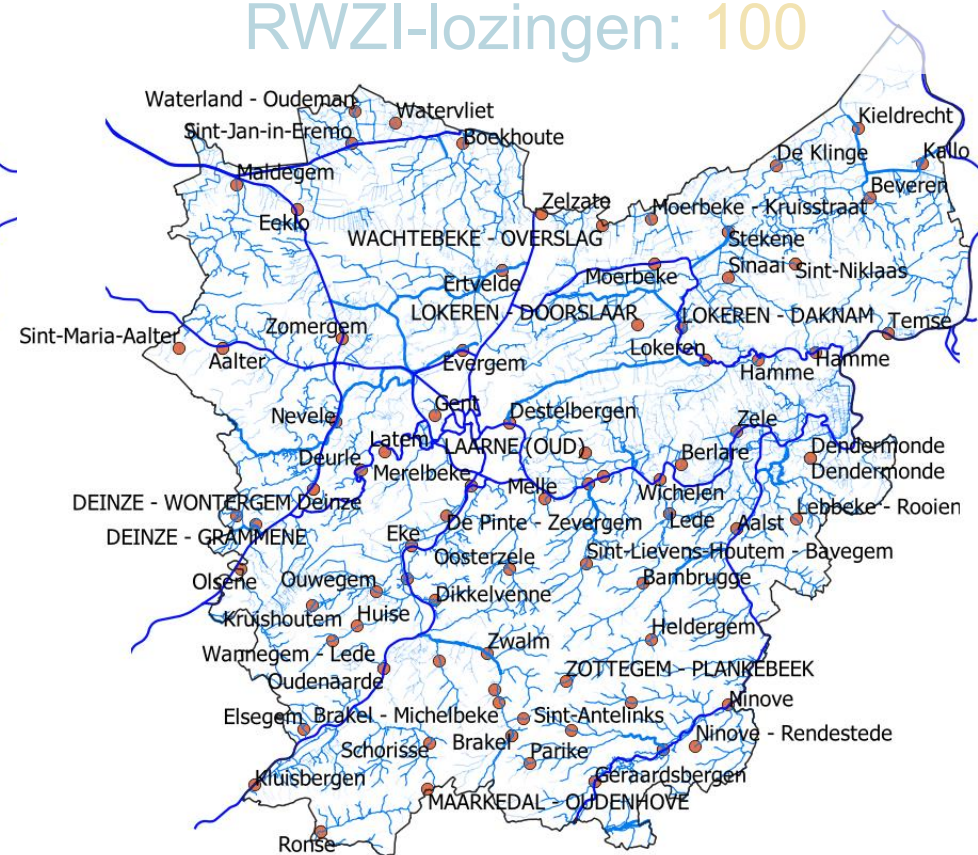 RWZI-lozingen: 100
Waterland - Oudeman
Watervliet
Sint-Jan-in-Eremo
Boekhoute
Kieldrecht
De Klinge
Kallo
Maldegem
Beveren
Zelzate
Moerbeke - Kruisstraat
Eeklo
WACHTEBEKE - OVERSLAG
Stekene
Sinaai
Sint-Niklaas
Ertvelde
Moerbeke
LOKEREN - DOORSLAAR
LOKEREN - DAKNAM
Temse
Sint-Maria-Aalter
Zomergem
Aalter
Evergem
Lokeren
Hamme
Hamme
Nevele
Gent
Destelbergen
Zele
Latem
LAARNE (OUD)
Berlare
Dendermonde
Deurle
Merelbeke
Dendermonde
Melle
Wichelen
DEINZE - WONTERGEM
Deinze
Lebbeke - Rooien
De Pinte - Zevergem
Lede
Aalst
DEINZE - GRAMMENE
Eke
Oosterzele
Sint-Lievens-Houtem - Bavegem
Olsene
Ouwegem
Bambrugge
Dikkelvenne
Kruishoutem
Huise
Heldergem
Wannegem - Lede
Zwalm
Oudenaarde
ZOTTEGEM - PLANKEBEEK
Ninove
Elsegem
Brakel - Michelbeke
Sint-Antelinks
Ninove - Rendestede
Schorisse
Brakel
Parike
Kluisbergen
Geraardsbergen
MAARKEDAL - OUDENHOVE
Ronse